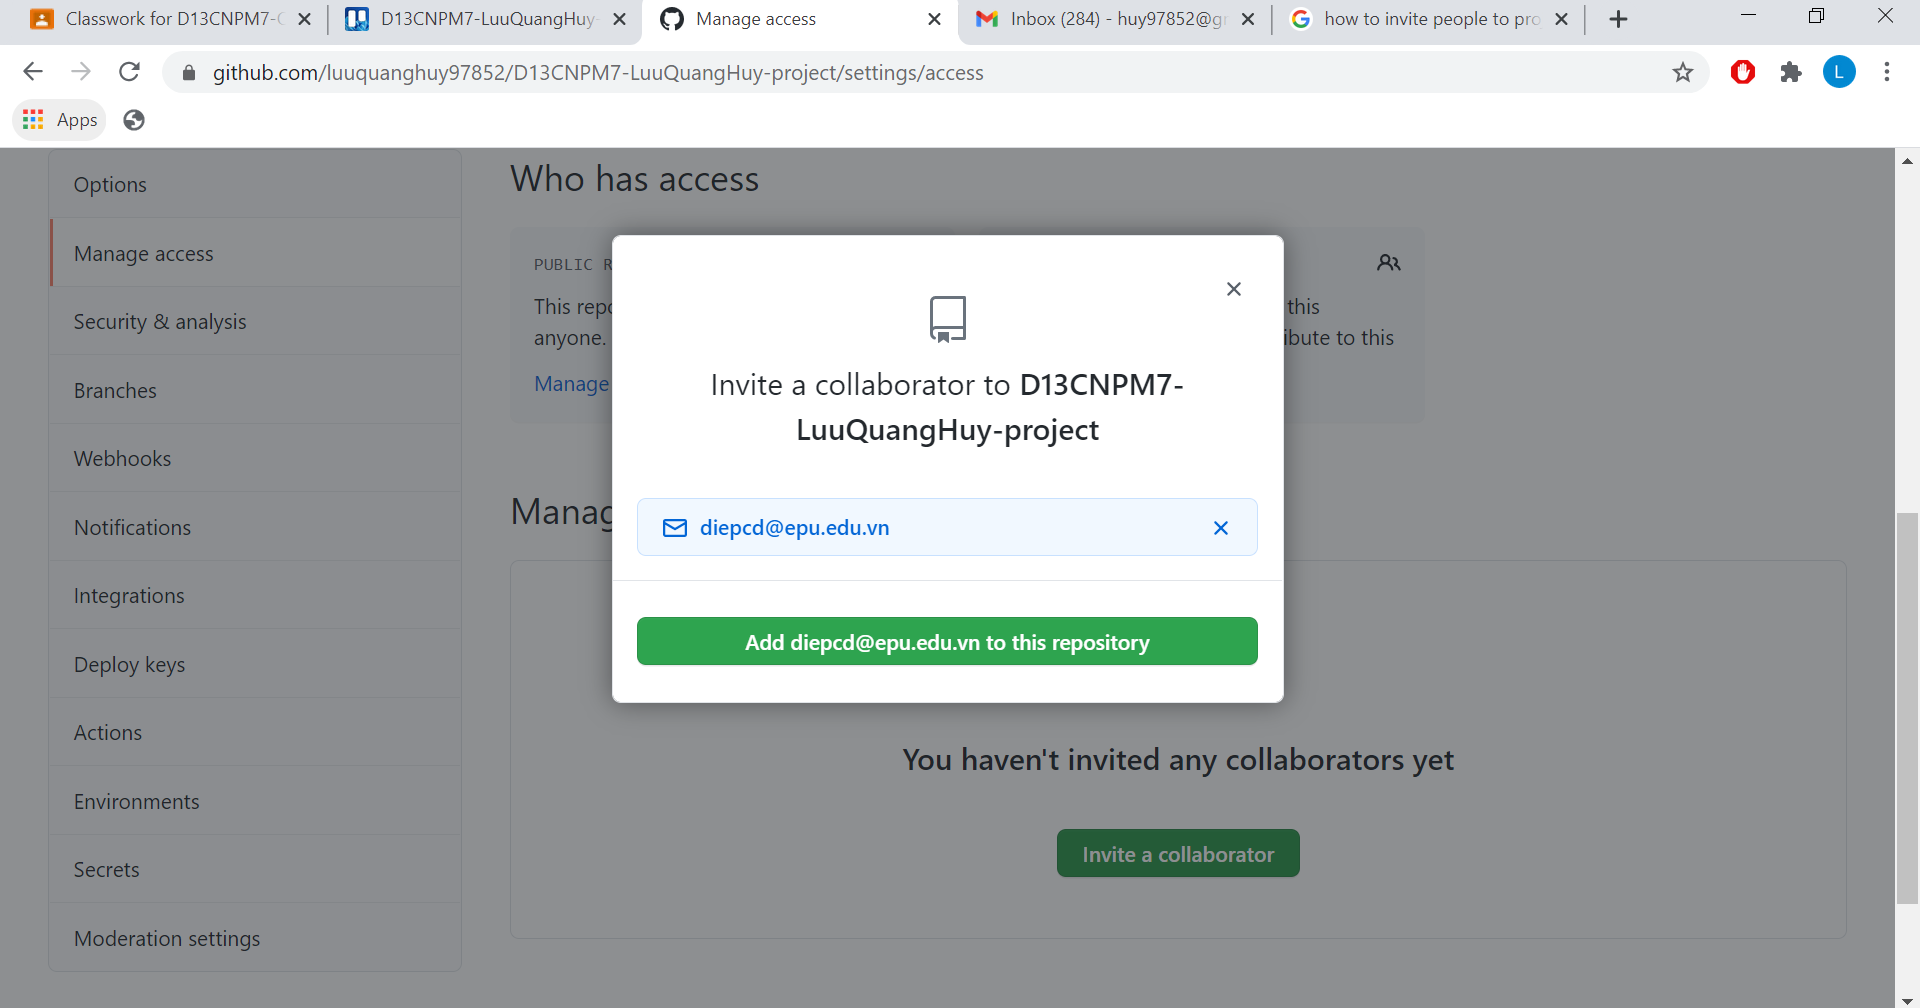 Classwork for D13CNPM7-
D13CNPM7-LuuQuangHuy-
Manage access
Inbox (284) - huy97852@g
how to invite people to pro
github.com/luuquanghuy97852/D13CNPM7-LuuQuangHuy-project/settings/access
L
Apps
Options
Manage access
Security & analysis
Branches
Webhooks
Notifications
Integrations
Deploy keys
Actions
Environments
Secrets
Moderation settings
Who has access
PUBLIC R
This repo
anyone.
Manage
this
ibute to this
Manag
Invite a collaborator to D13CNPM7-
LuuQuangHuy-project
diepcd@epu.edu.vn
Add diepcd@epu.edu.vn to this repository
You haven't invited any collaborators yet
Invite a collaborator